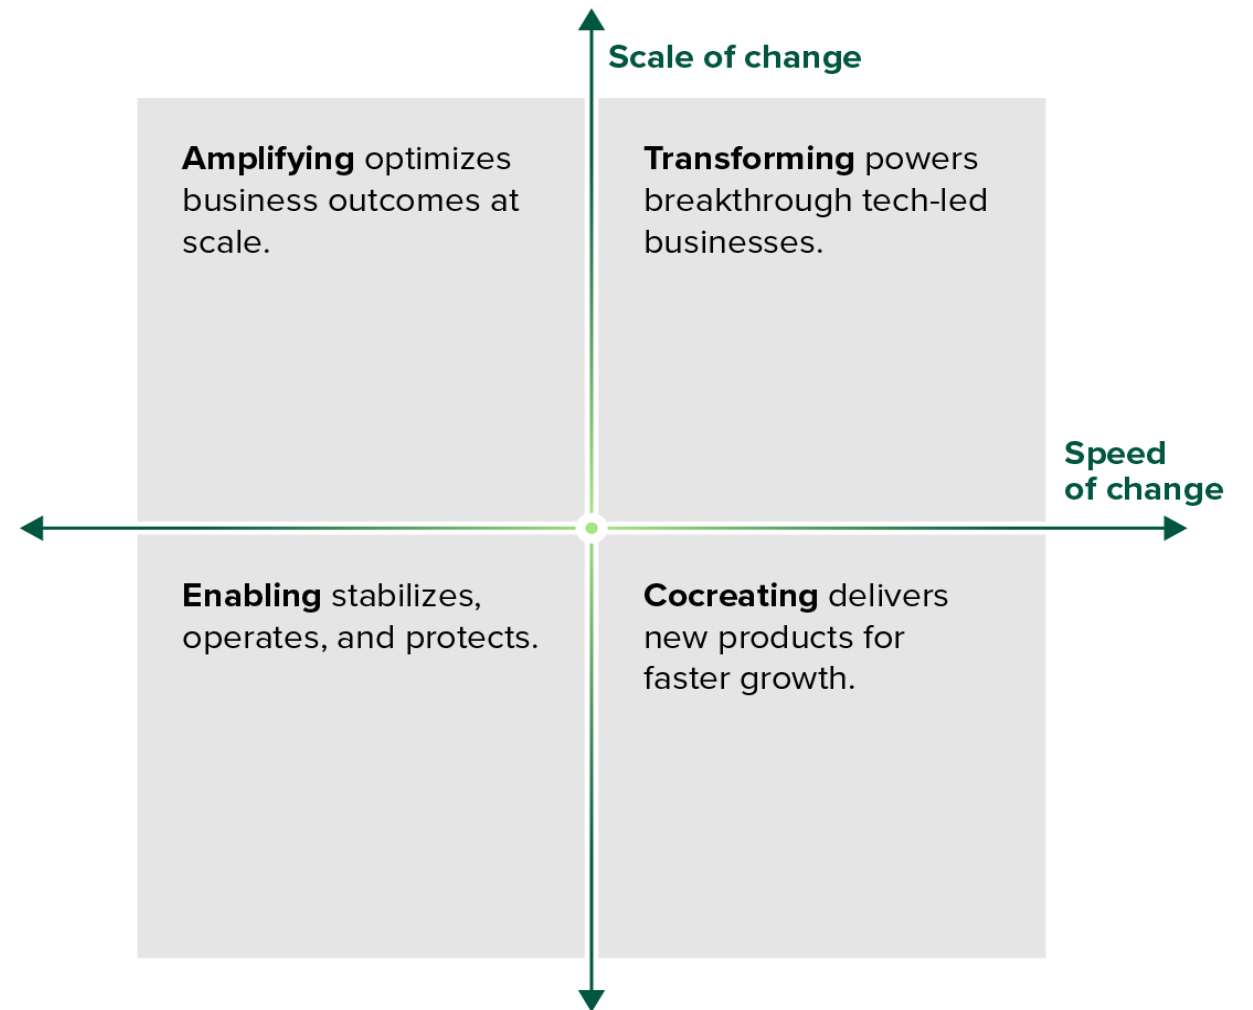 Scale of change
Amplifying optimizes
business outcomes at
scale.
Transforming powers
breakthrough tech-led
businesses.
Speed
of change
Enabling stabilizes,
operates, and protects.
Cocreating delivers
new products for
faster growth.